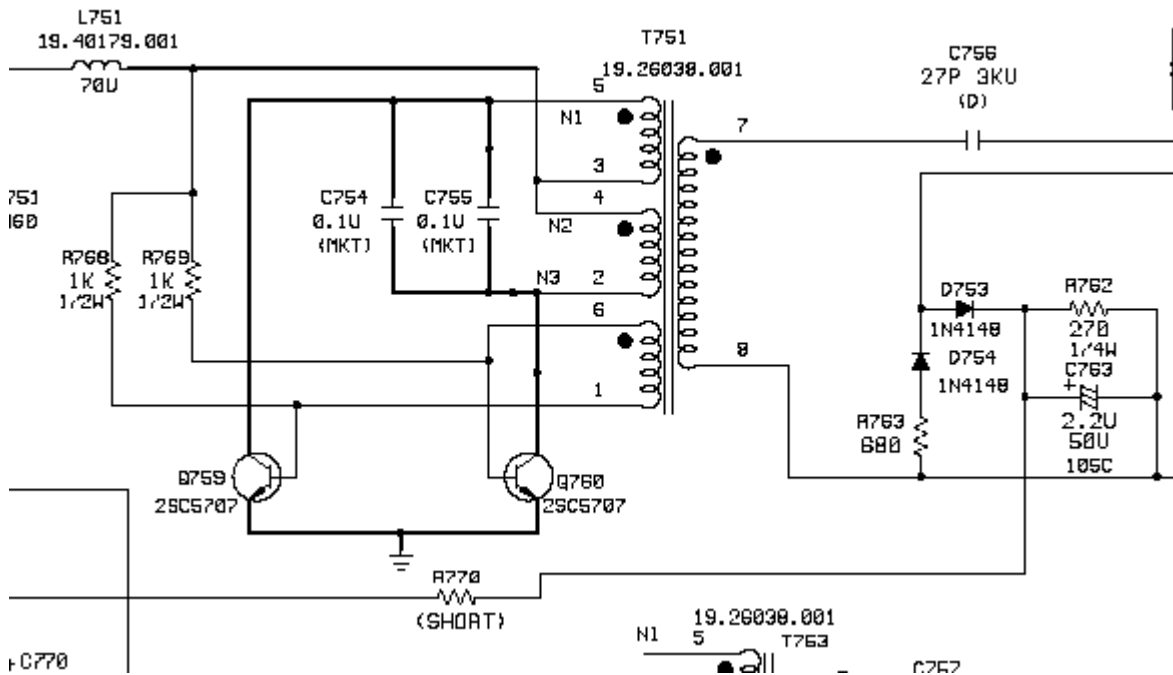 L751
19.40179.001
70U
T751
19.26038.001
C756
27P 3KU
(D)
5
N1
3
4
N2
N3
2
6
1
7
8
751
160
C754
0.1U
(MKT)
C755
0.1U
(MKT)
R768
1K
1/2W
R769
1K
1/2W
D753
1N4148
R762
270
1/4W
D754
1N4148
C763
+
2.2U
50U
105C
R763
680
Q759
2SC5707
Q760
2SC5707
R770
(SHORT)
19.26038.001
N1 5
T763
+ C770
C757